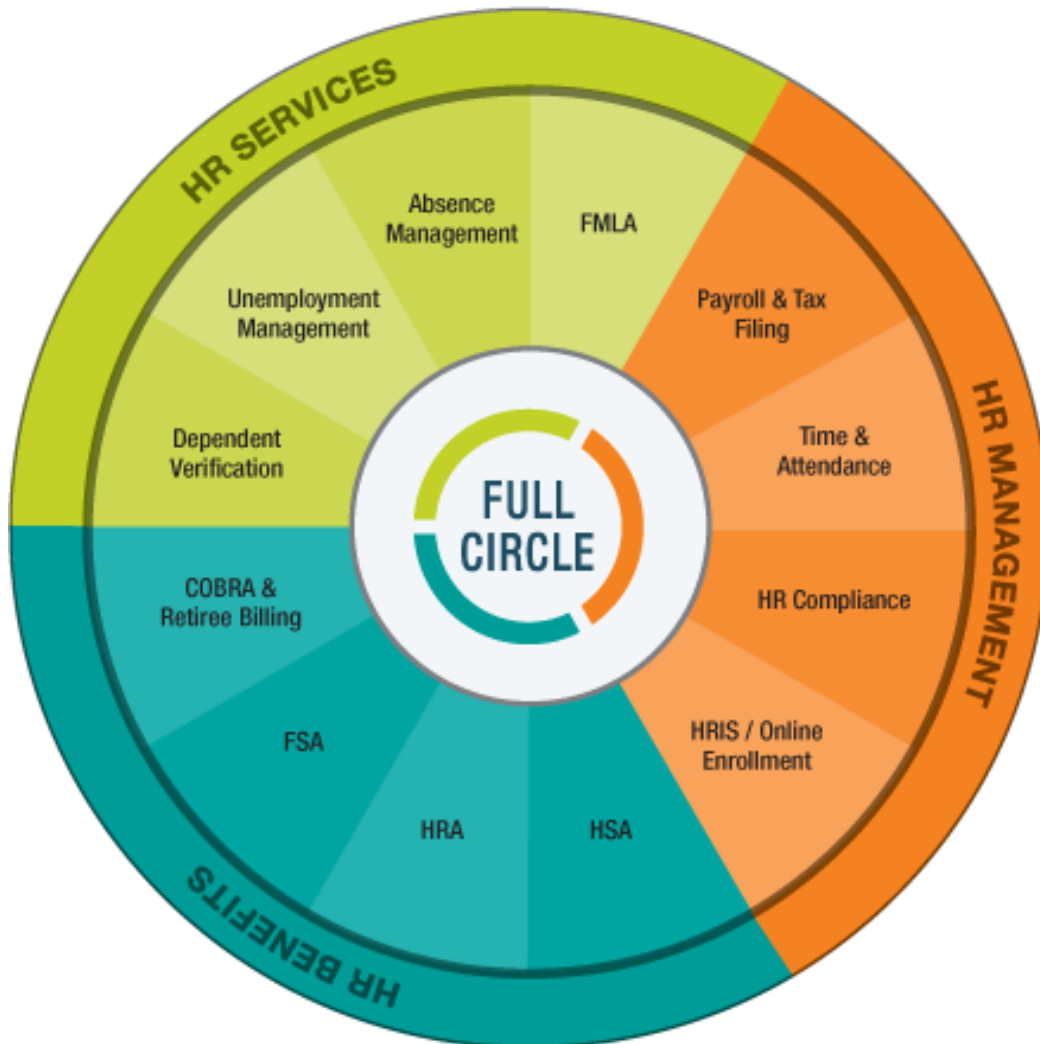 HR SERVICES
Absence
Management
FMLA
Unemployment
Management
Payroll & Tax
Filing
Dependent
Verification
Time &
Attendance
HR MANAGEMENT
FULL
CIRCLE
COBRA &
Retiree Billing
HR Compliance
FSA
HRIS / Online
Enrollment
HRA
HSA
HR BENEFITS